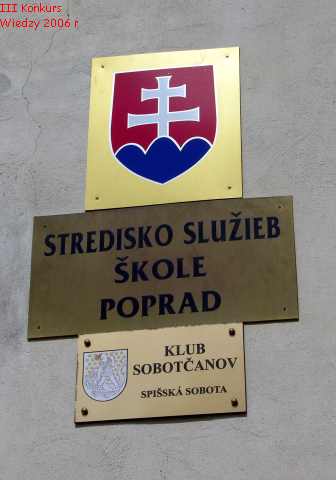 III Konkurs
Wiedzy 2006 r
STREDISKO SLUŽIEB
ŠKOLE
POPRAD
KLUB
SOBOTČANOV
SPIŠSKÁ SOBOTA